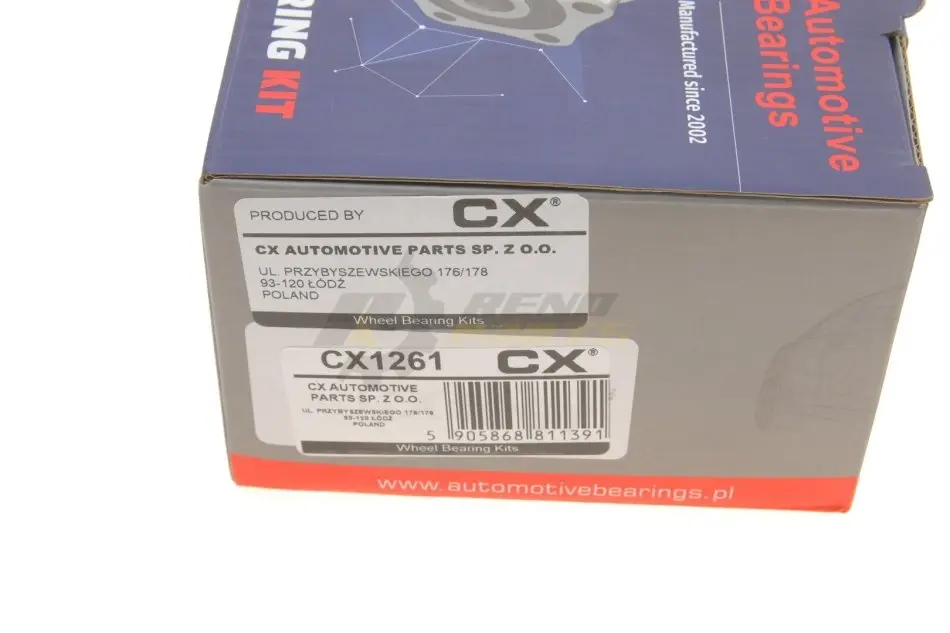 RING KIT
Manufactured since 2002
Automotive
Bearings
PRODUCED BY CX®
CX AUTOMOTIVE PARTS SP. Z O.O.
UL. PRZYBYSZEWSKIEGO 176/178
93-120 ŁÓDŹ
POLAND
Wheel Bearing Kits
RENO
PARTS
CX1261 CX®
CX AUTOMOTIVE
PARTS SP. Z O.O.
UL. PRZYBYSZEWSKIEGO 176/178
93-120 ŁÓDŹ
POLAND
5 905868 811391
Wheel Bearing Kits
www.automotivebearings.pl